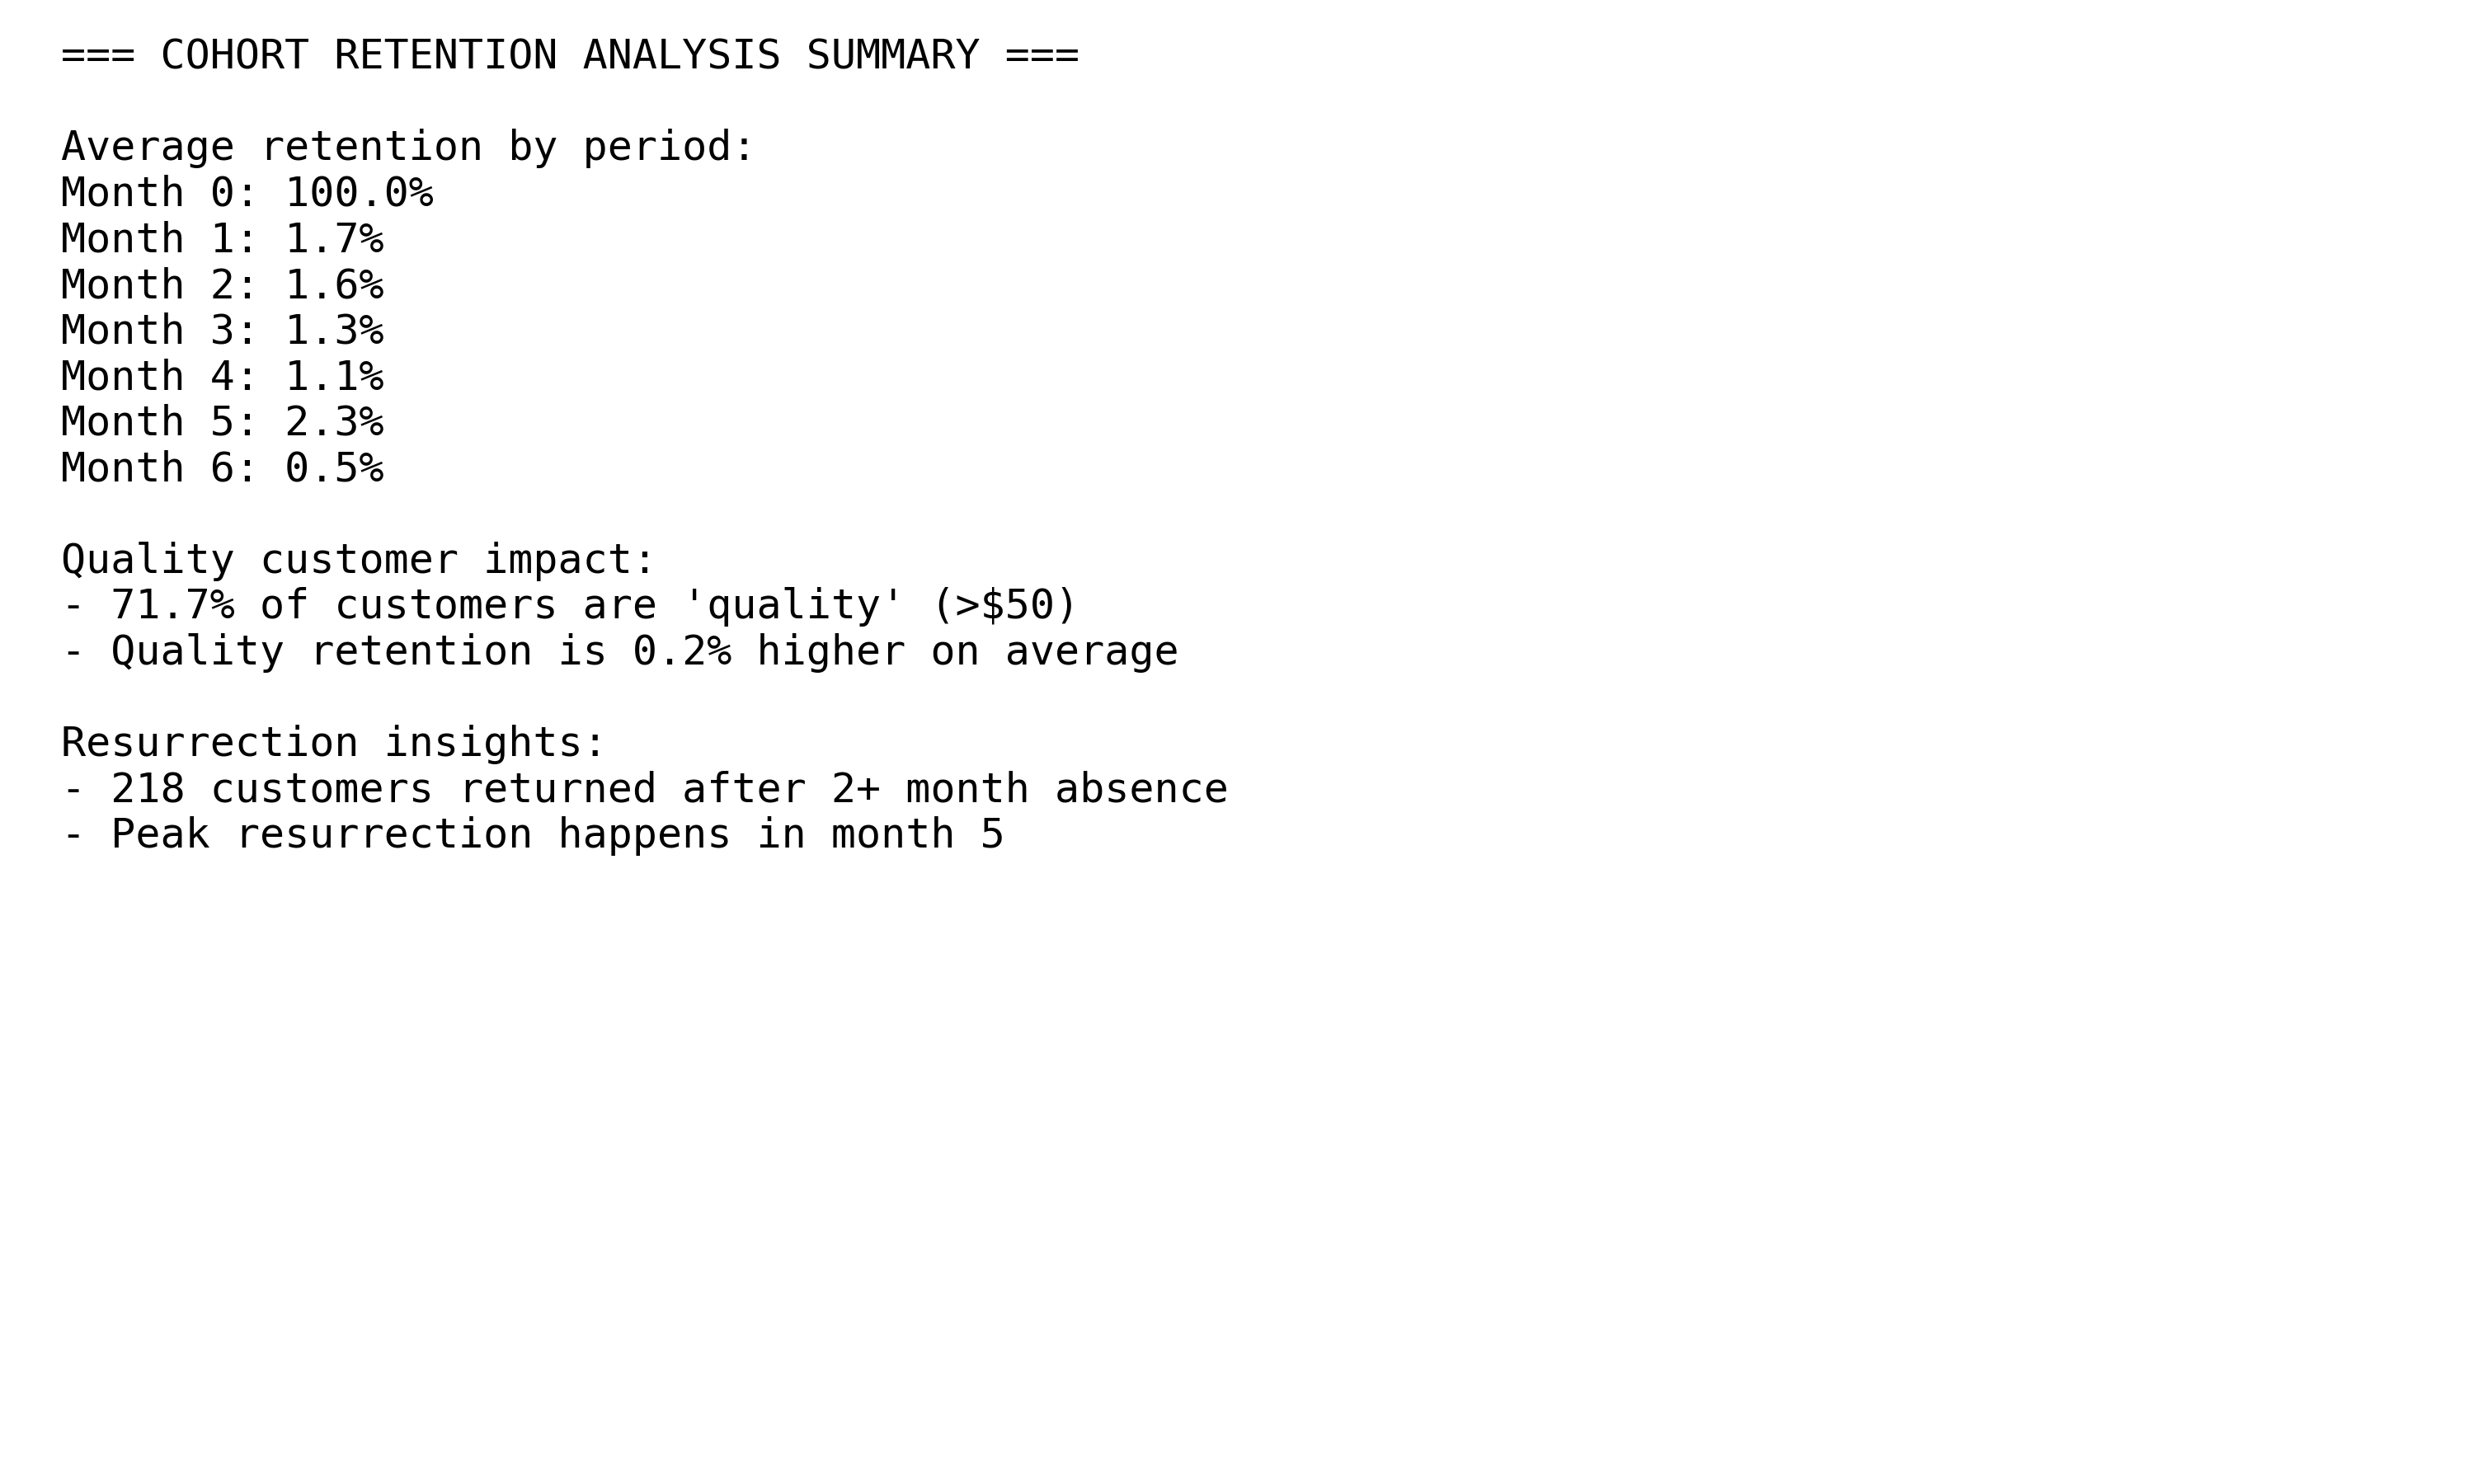 === COHORT RETENTION ANALYSIS SUMMARY ===
Average retention by period:
Month 0: 100.0%
Month 1: 1.7%
Month 2: 1.6%
Month 3: 1.3%
Month 4: 1.1%
Month 5: 2.3%
Month 6: 0.5%
Quality customer impact:
- 71.7% of customers are 'quality' (>$50)
- Quality retention is 0.2% higher on average
Resurrection insights:
- 218 customers returned after 2+ month absence
- Peak resurrection happens in month 5